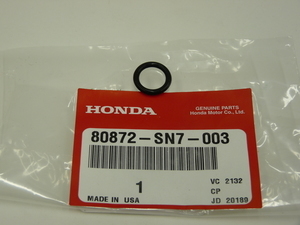 HONDA
GENUINE PARTS
Honda Motor Co., Ltd.
80872-SN7-003
1
MADE IN USA
VC 2132
CP
JD 20189